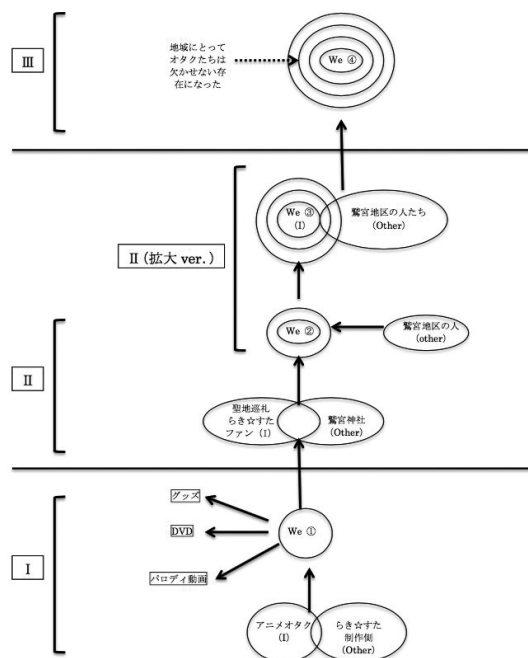 Ⅲ
地域にとって
オタクたちは
欠かせない存
在になった
We ④
Ⅱ (拡大 ver.)
We ③
(I)
鷲宮地区の人たち
(Other)
We ②
鷲宮地区の人
(other)
Ⅱ
聖地巡礼
らき☆すた
ファン (I)
鷲宮神社
(Other)
Ⅰ
グッズ
DVD
パロディ動画
We ①
アニメオタク
(I)
らき☆すた
制作側
(Other)